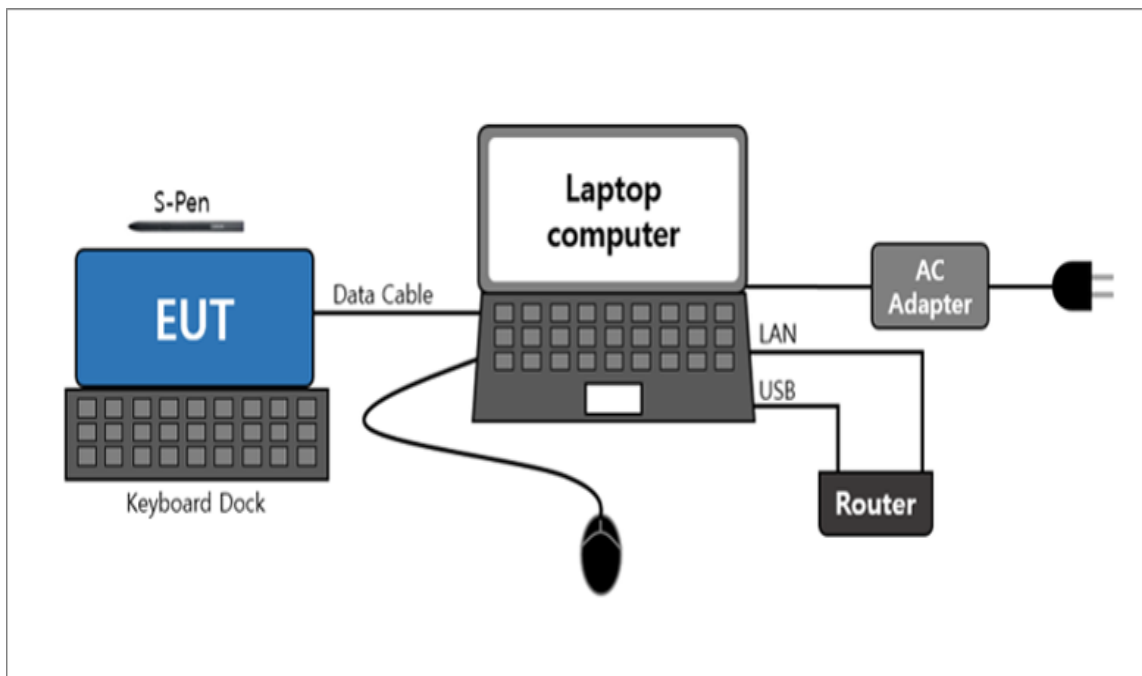 S-Pen
EUT
Data Cable
Keyboard Dock
Laptop
computer
AC
Adapter
LAN
USB
Router